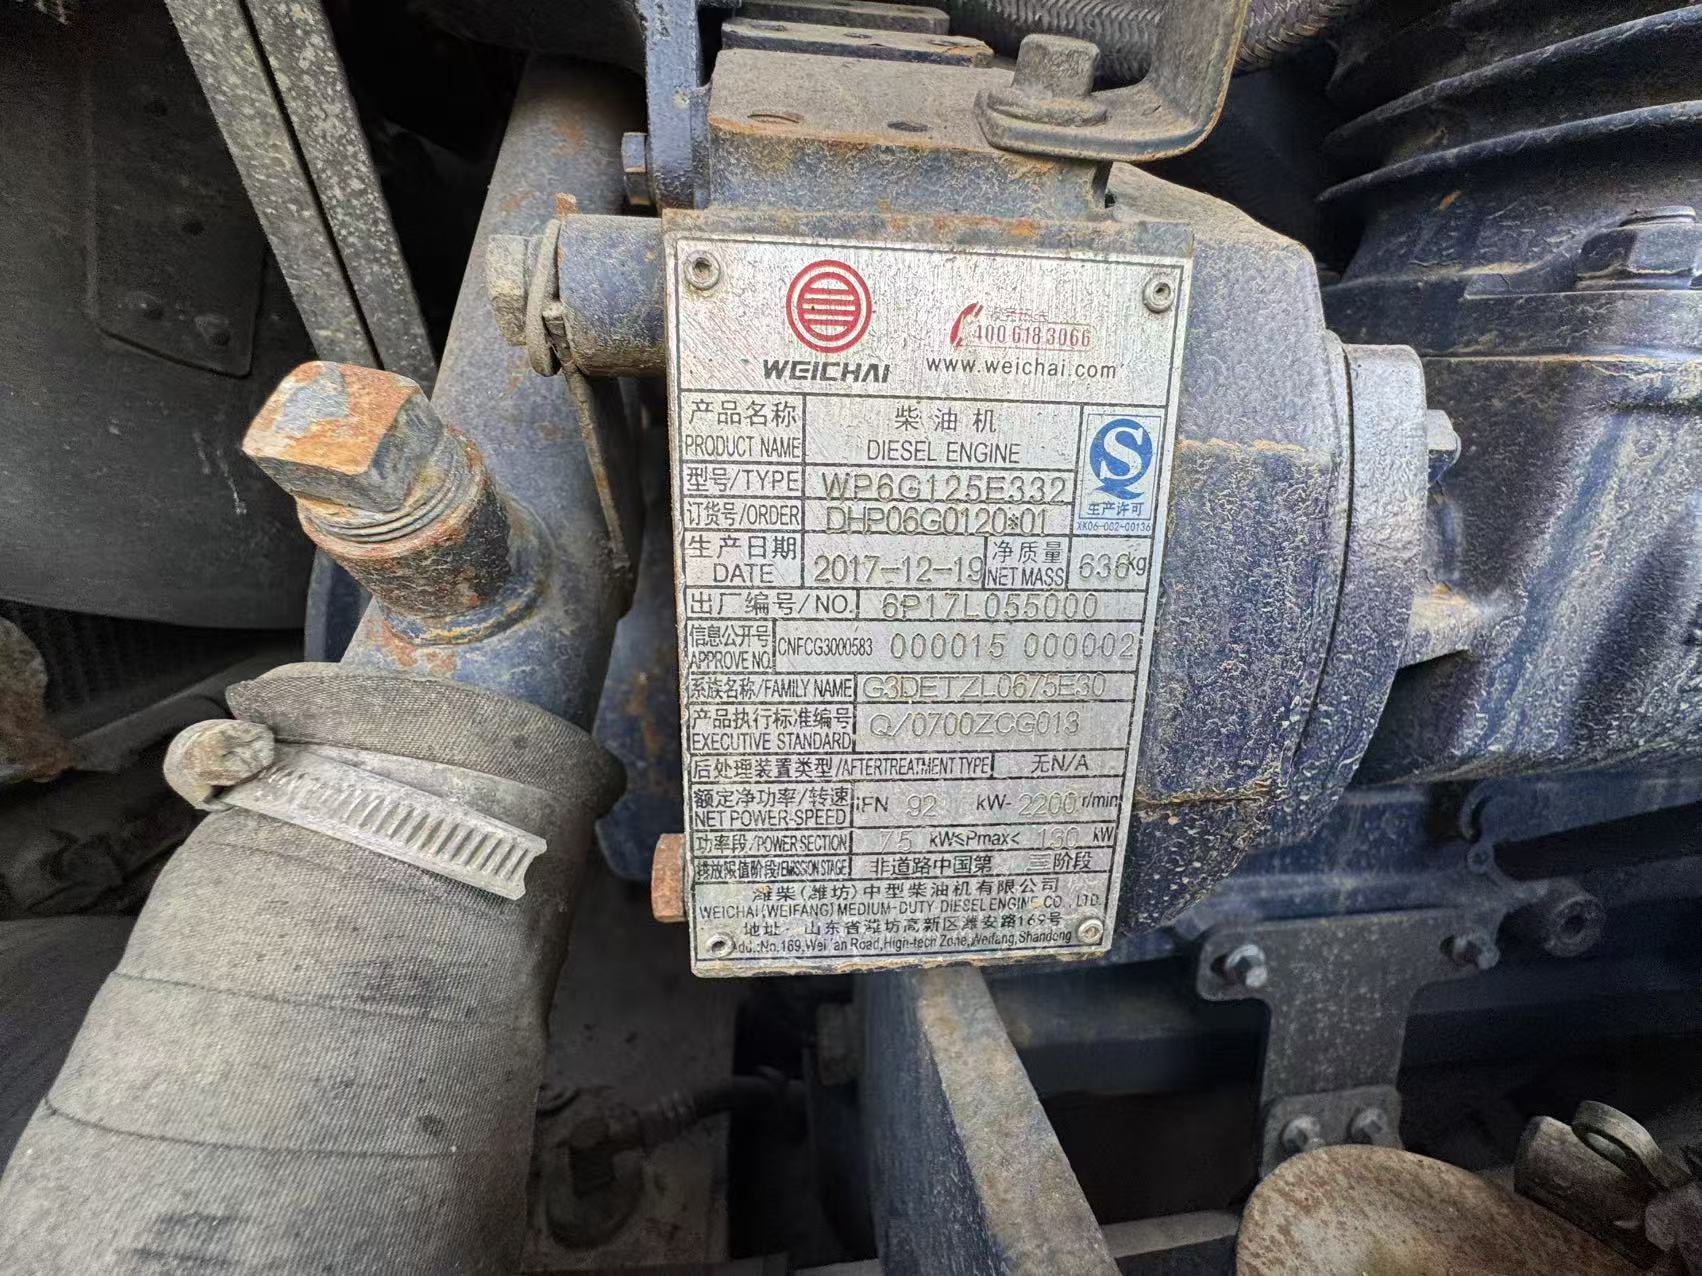 400 618 3066
WEICHAI
www.weichai.com
产品名称
PRODUCT NAME
柴油机
DIESEL ENGINE
S
生产许可
XK06-002-00136
型号/TYPE WP6G125E332
订货号/ORDER DHP06G0120*01
生产日期
DATE
2017-12-19
净质量
NET MASS
636kg
出厂编号/NO. 6P17L055000
信息公开号
APPROVE NO.
CNFCG3000583 000015 000002
系族名称/FAMILY NAME G3DETZL0675E30
产品执行标准编号
EXECUTIVE STANDARD
Q/0700ZCG013
后处理装置类型/AFTERTREATMENT TYPE 无N/A
额定净功率/转速
NET POWER-SPEED
iFN 92 kW- 2200 r/min
功率段/POWER SECTION 75 kW≤Pmax< 130 kW
排放限值阶段/EMISSION STAGE 非道路中国第 三阶段
潍柴(潍坊)中型柴油机有限公司
WEICHAI(WEIFANG)MEDIUM-DUTY DIESEL ENGINE CO., LTD.
地址: 山东省潍坊高新区潍安路169号
Add.:No.169,Wei'an Road,High-tech Zone,Weifang,Shandong